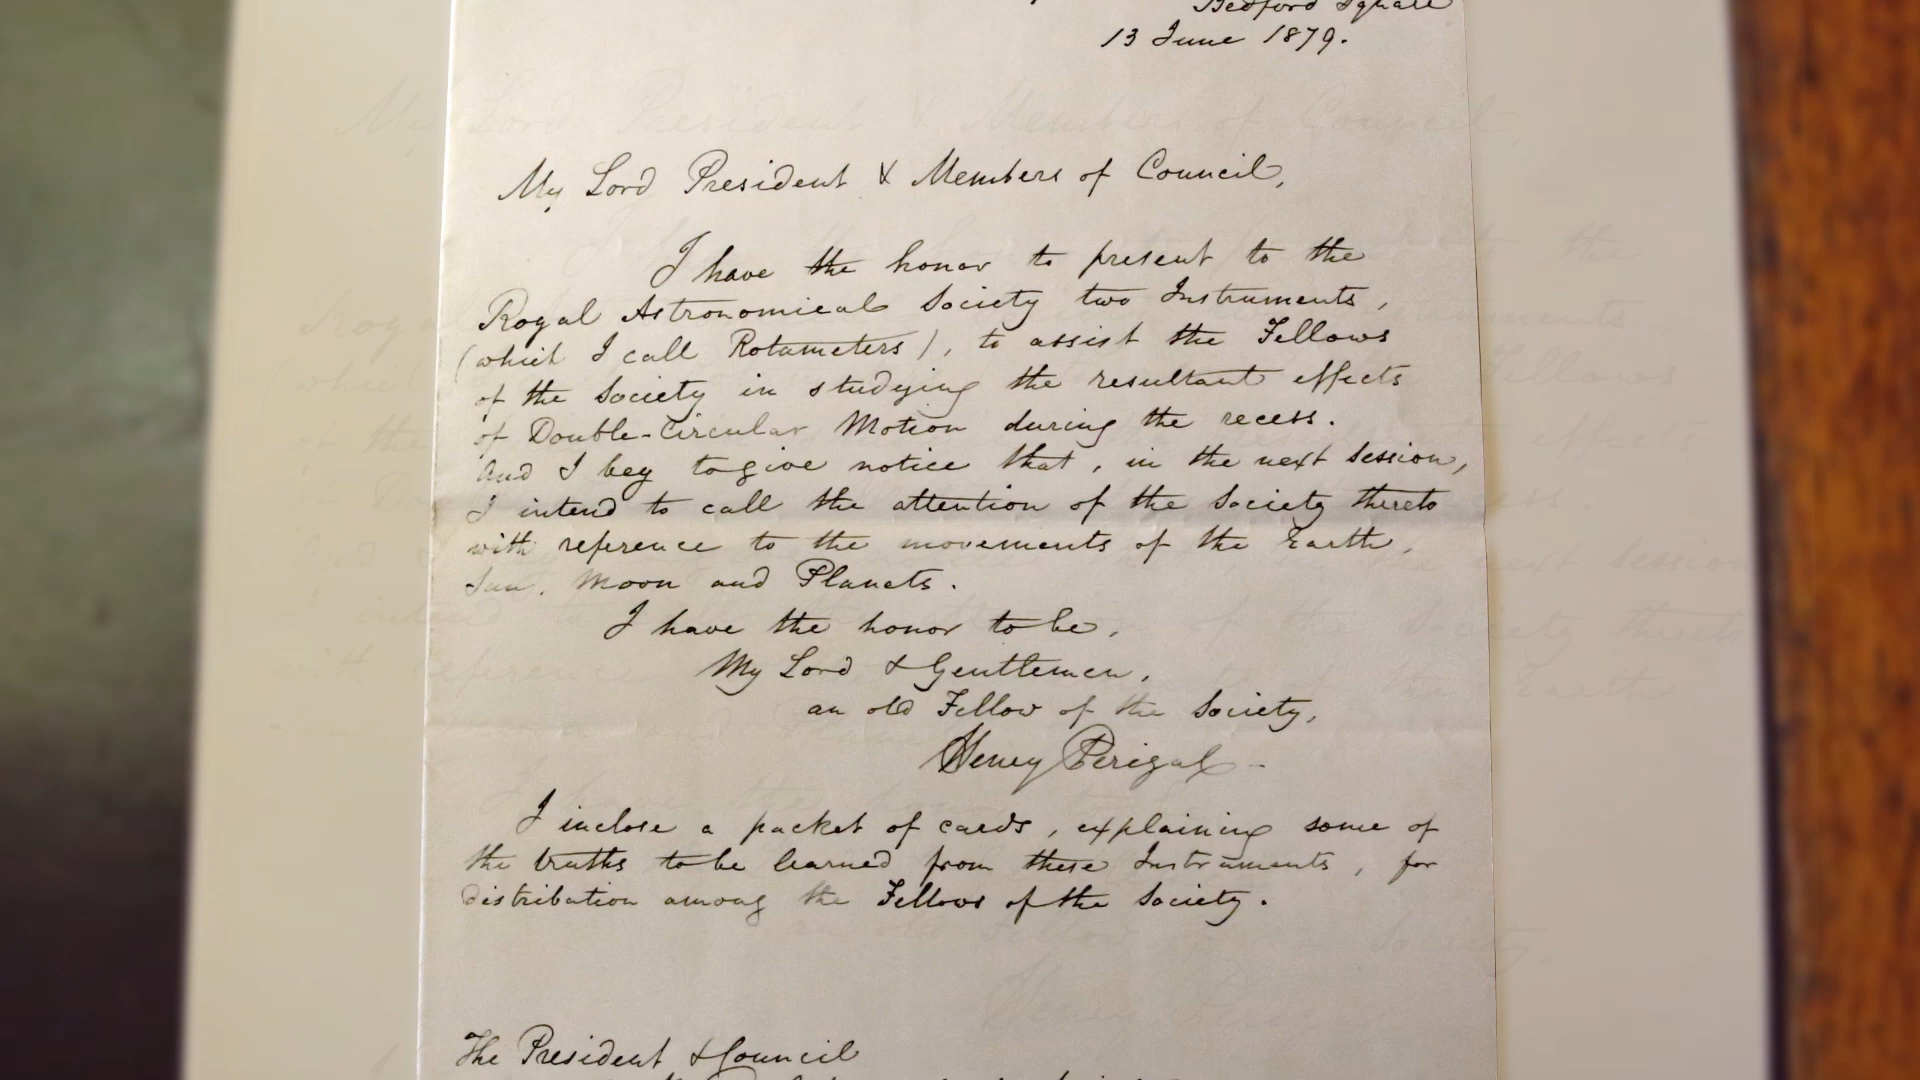 Bedford Square
13 June 1879.
My Lord President & Members of Council,
I have the honor to present to the
Royal Astronomical Society two Instruments,
(which I call Rotameters), to assist the Fellows
of the Society in studying the resultant effects
of Double-Circular Motion during the recess.
And I beg to give notice that, in the next Session,
I intend to call the attention of the Society thereto
with reference to the movements of the Earth,
Sun, Moon and Planets.
I have the honor to be,
My Lord & Gentlemen,
an old Fellow of the Society,
Henry Perigal
I inclose a packet of cards, explaining some of
the truths to be learned from these Instruments, for
distribution among the Fellows of the Society.
The President & Council